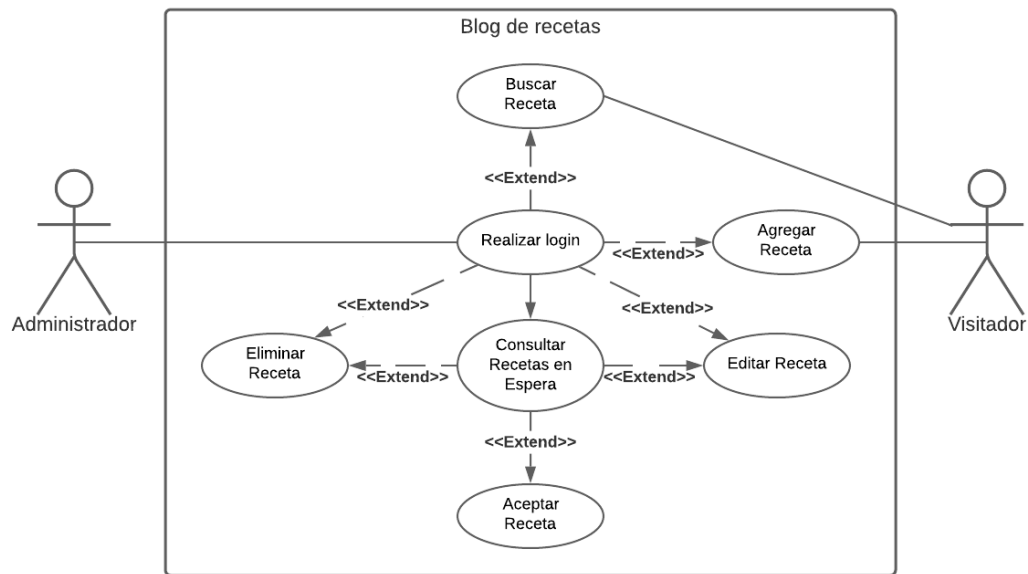 Blog de recetas
Buscar
Receta
<<Extend>>
Realizar login
<<Extend>>
Agregar
Receta
Administrador
Visitador
<<Extend>>
<<Extend>>
Eliminar
Receta
<<Extend>>
Consultar
Recetas en
Espera
<<Extend>>
Editar Receta
<<Extend>>
Aceptar
Receta